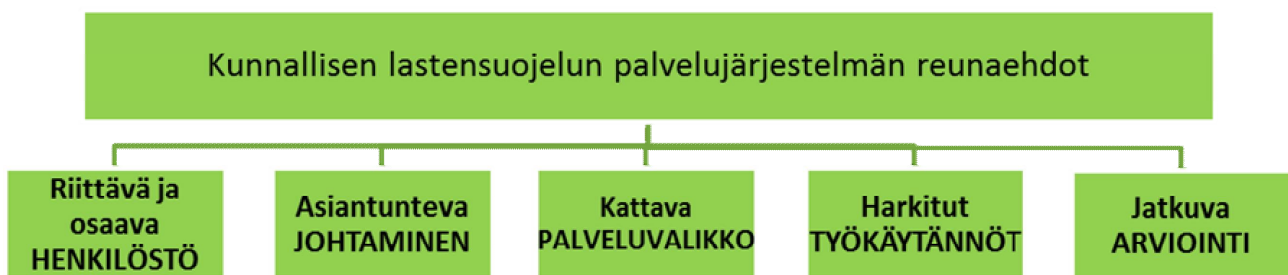 Kunnallisen lastensuojelun palvelujärjestelmän reunaehdot
Riittävä ja
osaava
HENKILÖSTÖ
Asiantunteva
JOHTAMINEN
Kattava
PALVELUVALIKKO
Harkitut
TYÖKÄYTÄNNÖT
Jatkuva
ARVIOINTI